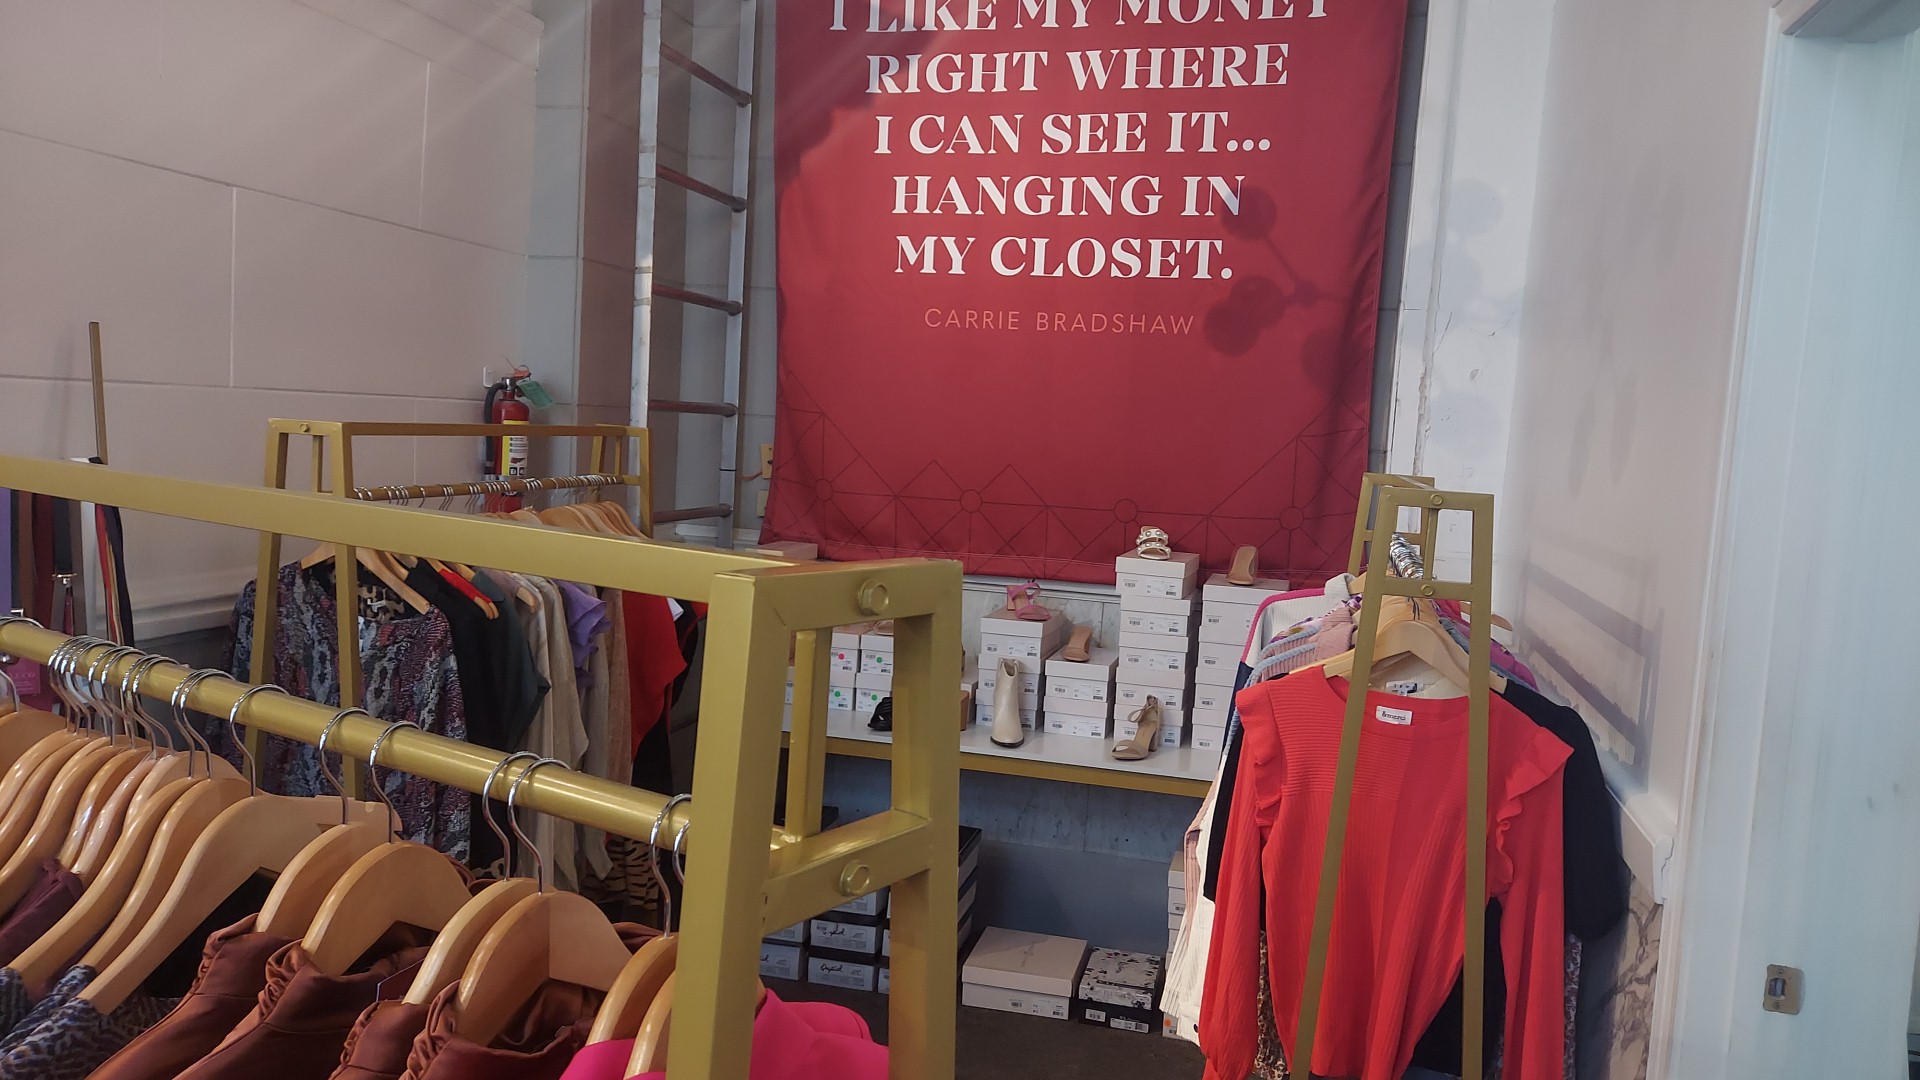 I LIKE MY MONEY
RIGHT WHERE
I CAN SEE IT...
HANGING IN
MY CLOSET.
CARRIE BRADSHAW